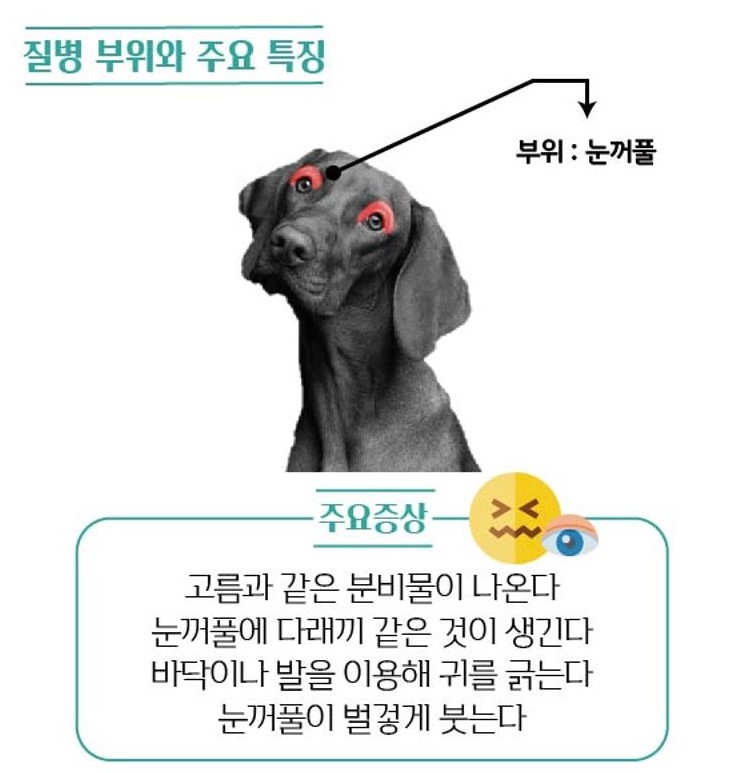 질병 부위와 주요 특징
부위 : 눈꺼풀
주요증상
고름과 같은 분비물이 나온다
눈꺼풀에 다래끼 같은 것이 생긴다
바닥이나 발을 이용해 귀를 긁는다
눈꺼풀이 벌겋게 붓는다